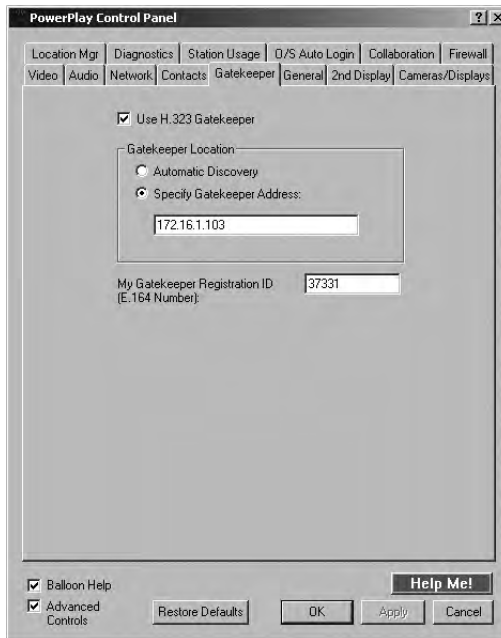 PowerPlay Control Panel
Location Mgr Diagnostics Station Usage O/S Auto Login Collaboration Firewall
Video Audio Network Contacts Gatekeeper General 2nd Display Cameras/Displays
Use H.323 Gatekeeper
Gatekeeper Location
Automatic Discovery
Specify Gatekeeper Address:
172.16.1.103
My Gatekeeper Registration ID 37331
(E.164 Number):
Balloon Help
Help Me!
Advanced
Controls
Restore Defaults OK Apply Cancel